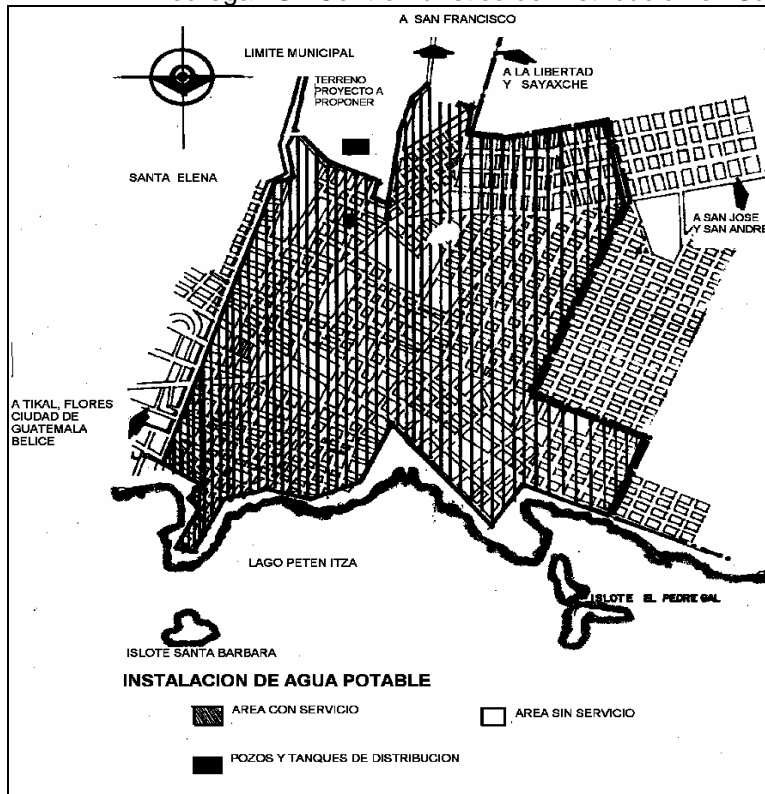 A SAN FRANCISCO
LIMITE MUNICIPAL
TERRENO
PROYECTO A
PROPONER
A LA LIBERTAD
Y SAYAXCHE
SANTA ELENA
A SAN JOSE
Y SAN ANDRE
A TIKAL, FLORES
CIUDAD DE
GUATEMALA
BELICE
LAGO PETEN ITZA
ISLOTE EL PEDREGAL
ISLOTE SANTA BARBARA
INSTALACION DE AGUA POTABLE
AREA CON SERVICIO
AREA SIN SERVICIO
POZOS Y TANQUES DE DISTRIBUCION